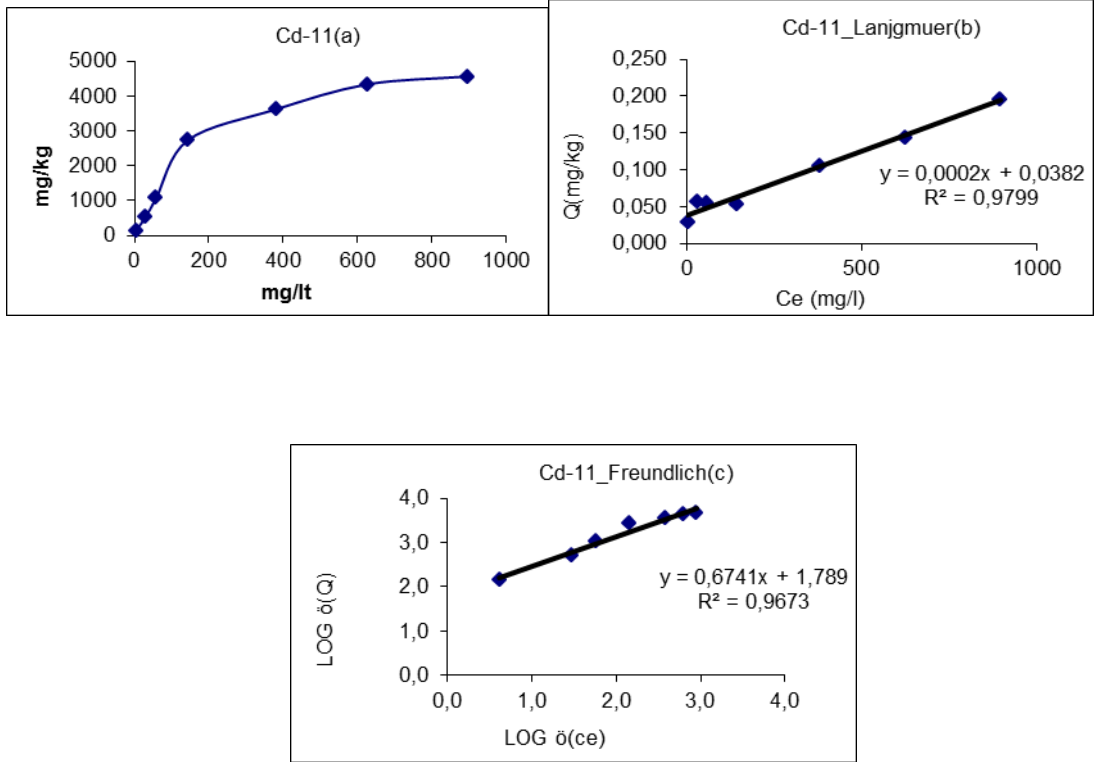 Cd-11(a)
5000
4000
3000
2000
1000
0
mg/kg
0 200 400 600 800 1000
mg/lt
Cd-11_Lanjgmuer(b)
0,250
0,200
0,150
0,100
0,050
0,000
Q(mg/kg)
y = 0,0002x + 0,0382
R² = 0,9799
0 500 1000
Ce (mg/l)
Cd-11_Freundlich(c)
4,0
3,0
2,0
1,0
0,0
LOG ö(Q)
y = 0,6741x + 1,789
R² = 0,9673
0,0 1,0 2,0 3,0 4,0
LOG ö(ce)